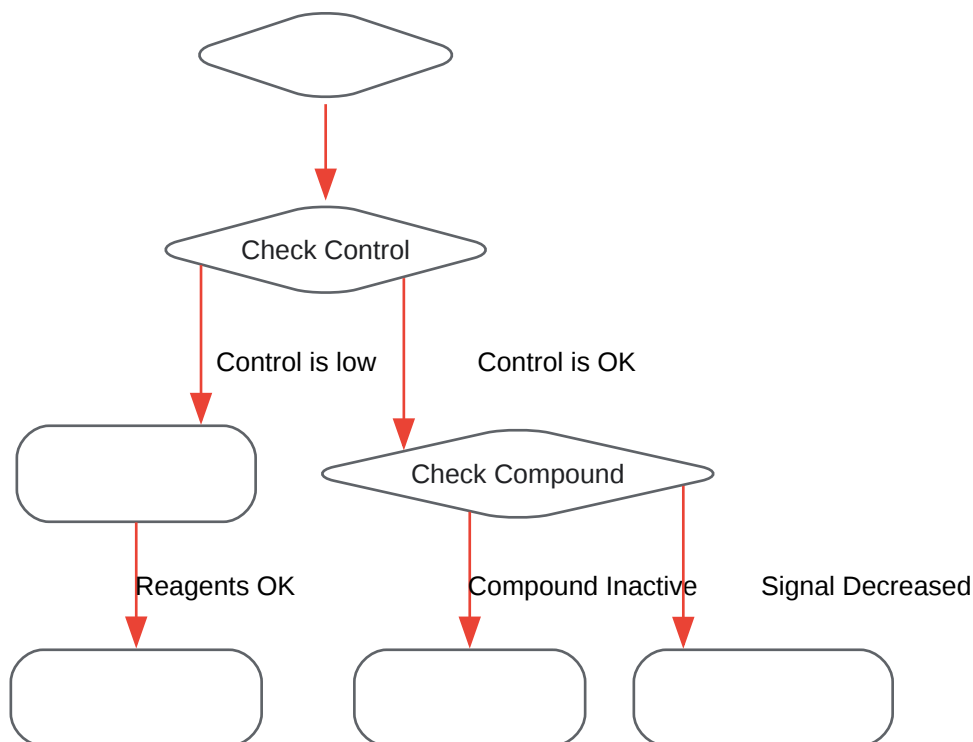 Check Control
Control is low
Control is OK
Check Compound
Reagents OK
Compound Inactive
Signal Decreased